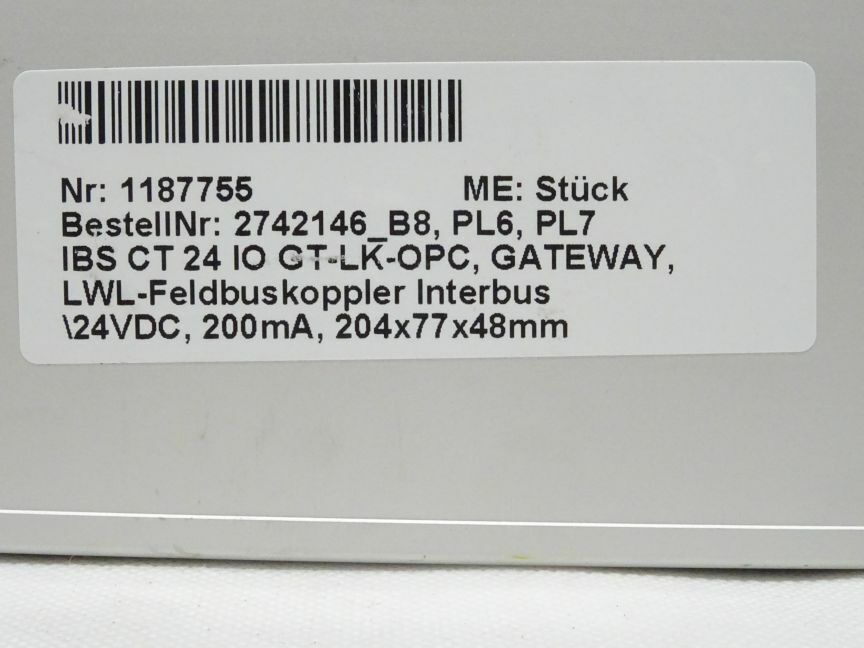 Nr: 1187755 ME: Stück
BestellNr: 2742146_B8, PL6, PL7
IBS CT 24 IO GT-LK-OPC, GATEWAY,
LWL-Feldbuskoppler Interbus
\24VDC, 200mA, 204x77x48mm